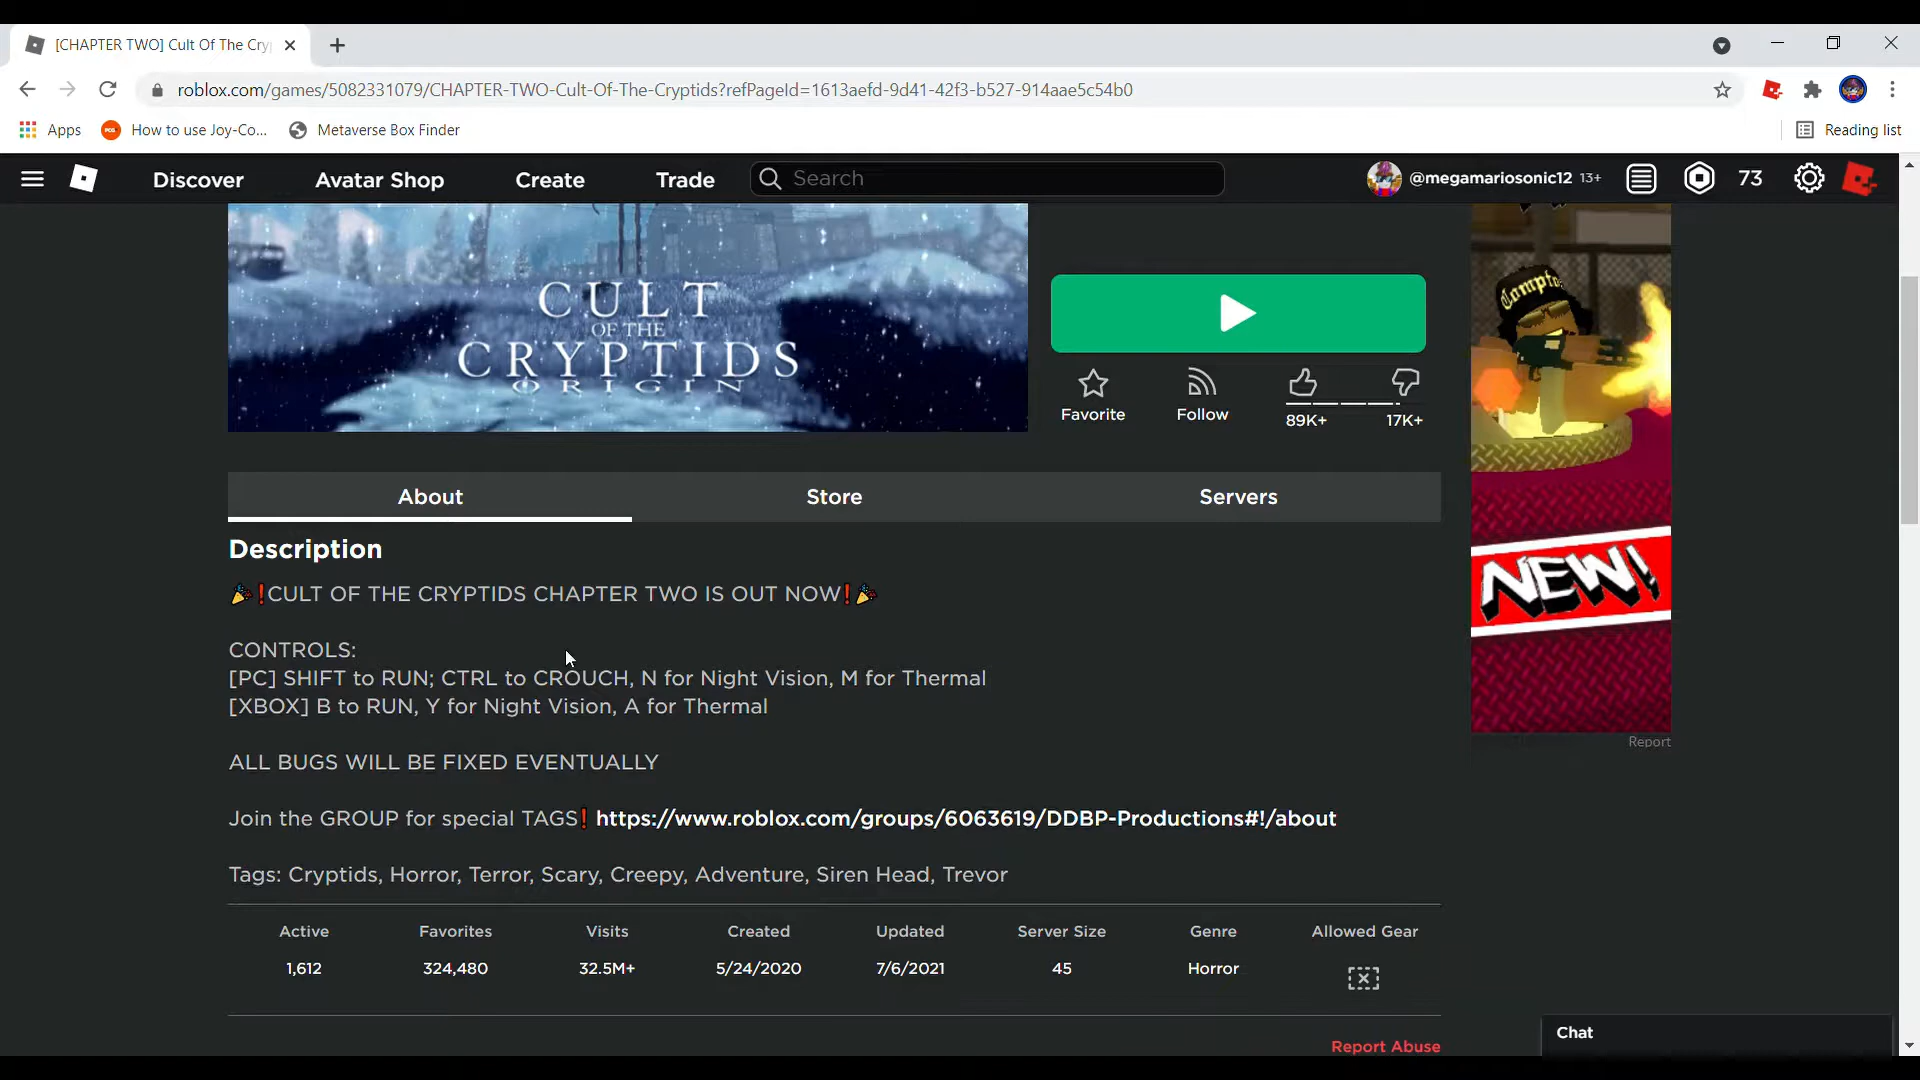 [CHAPTER TWO] Cult Of The Cry
roblox.com/games/5082331079/CHAPTER-TWO-Cult-Of-The-Cryptids?refPageId=1613aefd-9d41-42f3-b527-914aae5c54b0
Apps How to use Joy-Co... Metaverse Box Finder Reading list
Discover Avatar Shop Create Trade Search @megamariosonic12 13+ 73
CULT
OF THE
CRYPTIDS
ORIGIN
Compto
Favorite Follow 89K+ 17K+
About Store Servers
NEW!
Report
Description
🎉❗CULT OF THE CRYPTIDS CHAPTER TWO IS OUT NOW❗🎉
CONTROLS:
[PC] SHIFT to RUN; CTRL to CROUCH, N for Night Vision, M for Thermal
[XBOX] B to RUN, Y for Night Vision, A for Thermal
ALL BUGS WILL BE FIXED EVENTUALLY
Join the GROUP for special TAGS❗ https://www.roblox.com/groups/6063619/DDBP-Productions#!/about
Tags: Cryptids, Horror, Terror, Scary, Creepy, Adventure, Siren Head, Trevor
Active Favorites Visits Created Updated Server Size Genre Allowed Gear
1,612 324,480 32.5M+ 5/24/2020 7/6/2021 45 Horror
Report Abuse
Chat